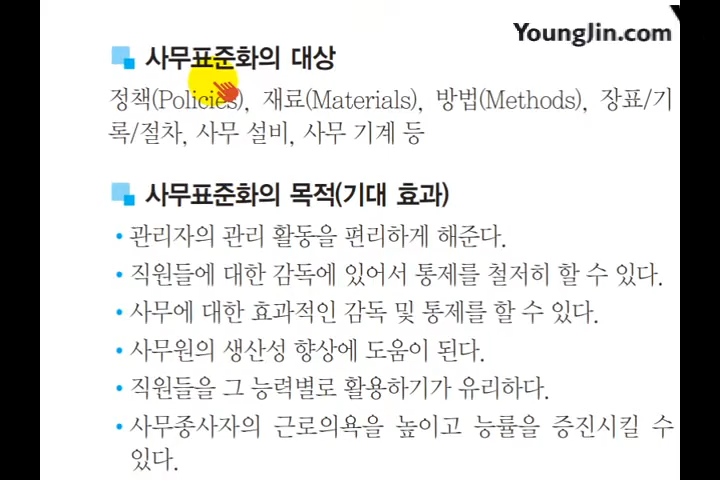 YoungJin.com
사무표준화의 대상
정책(Policies), 재료(Materials), 방법(Methods), 장표/기
록/절차, 사무 설비, 사무 기계 등
사무표준화의 목적(기대 효과)
• 관리자의 관리 활동을 편리하게 해준다.
• 직원들에 대한 감독에 있어서 통제를 철저히 할 수 있다.
• 사무에 대한 효과적인 감독 및 통제를 할 수 있다.
• 사무원의 생산성 향상에 도움이 된다.
• 직원들을 그 능력별로 활용하기가 유리하다.
• 사무종사자의 근로의욕을 높이고 능률을 증진시킬 수
있다.